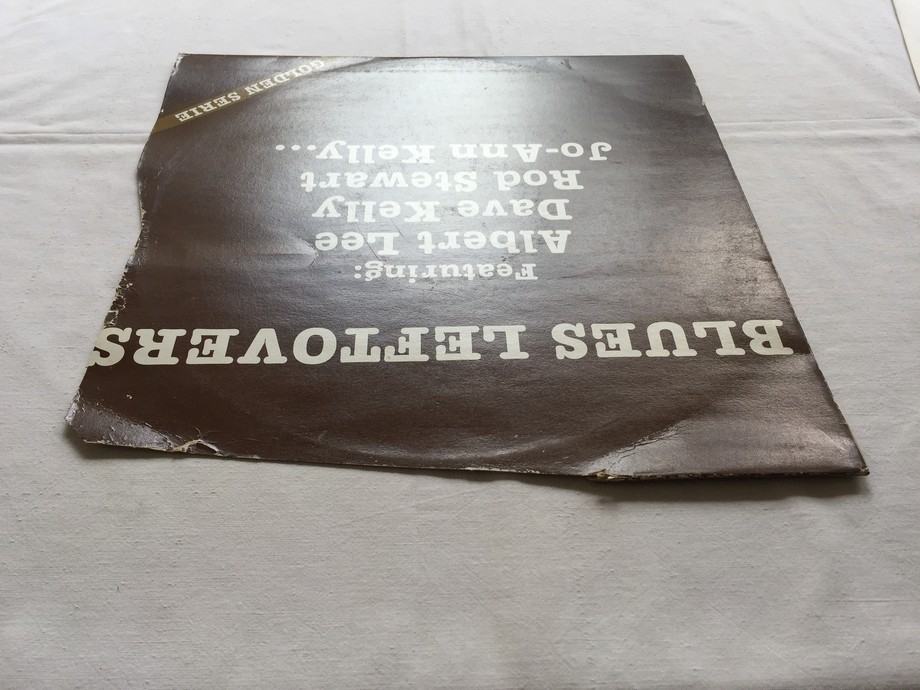 BLUES LEFTOVERS
Featuring:
Albert Lee
Dave Kelly
Rod Stewart
Jo-Ann Kelly...
GOLDEN SERIE